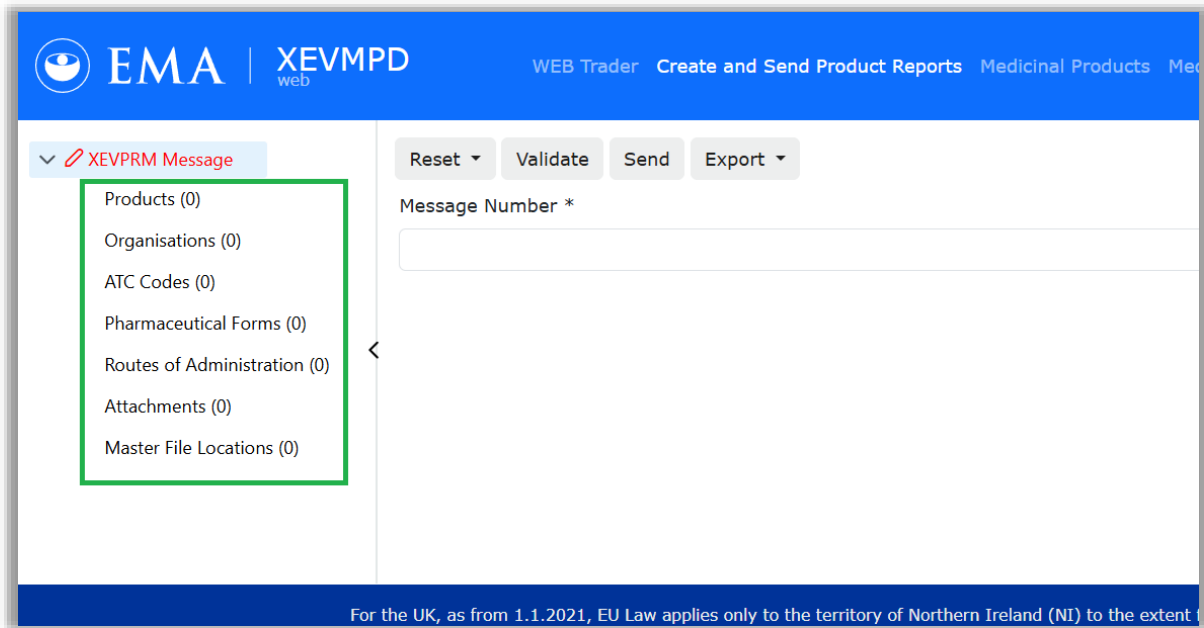 EMA | XEVMPD
web
WEB Trader Create and Send Product Reports Medicinal Products
XEVPRM Message
Products (0)
Organisations (0)
ATC Codes (0)
Pharmaceutical Forms (0)
Routes of Administration (0)
Attachments (0)
Master File Locations (0)
Reset Validate Send Export
Message Number *
For the UK, as from 1.1.2021, EU Law applies only to the territory of Northern Ireland (NI) to the extent